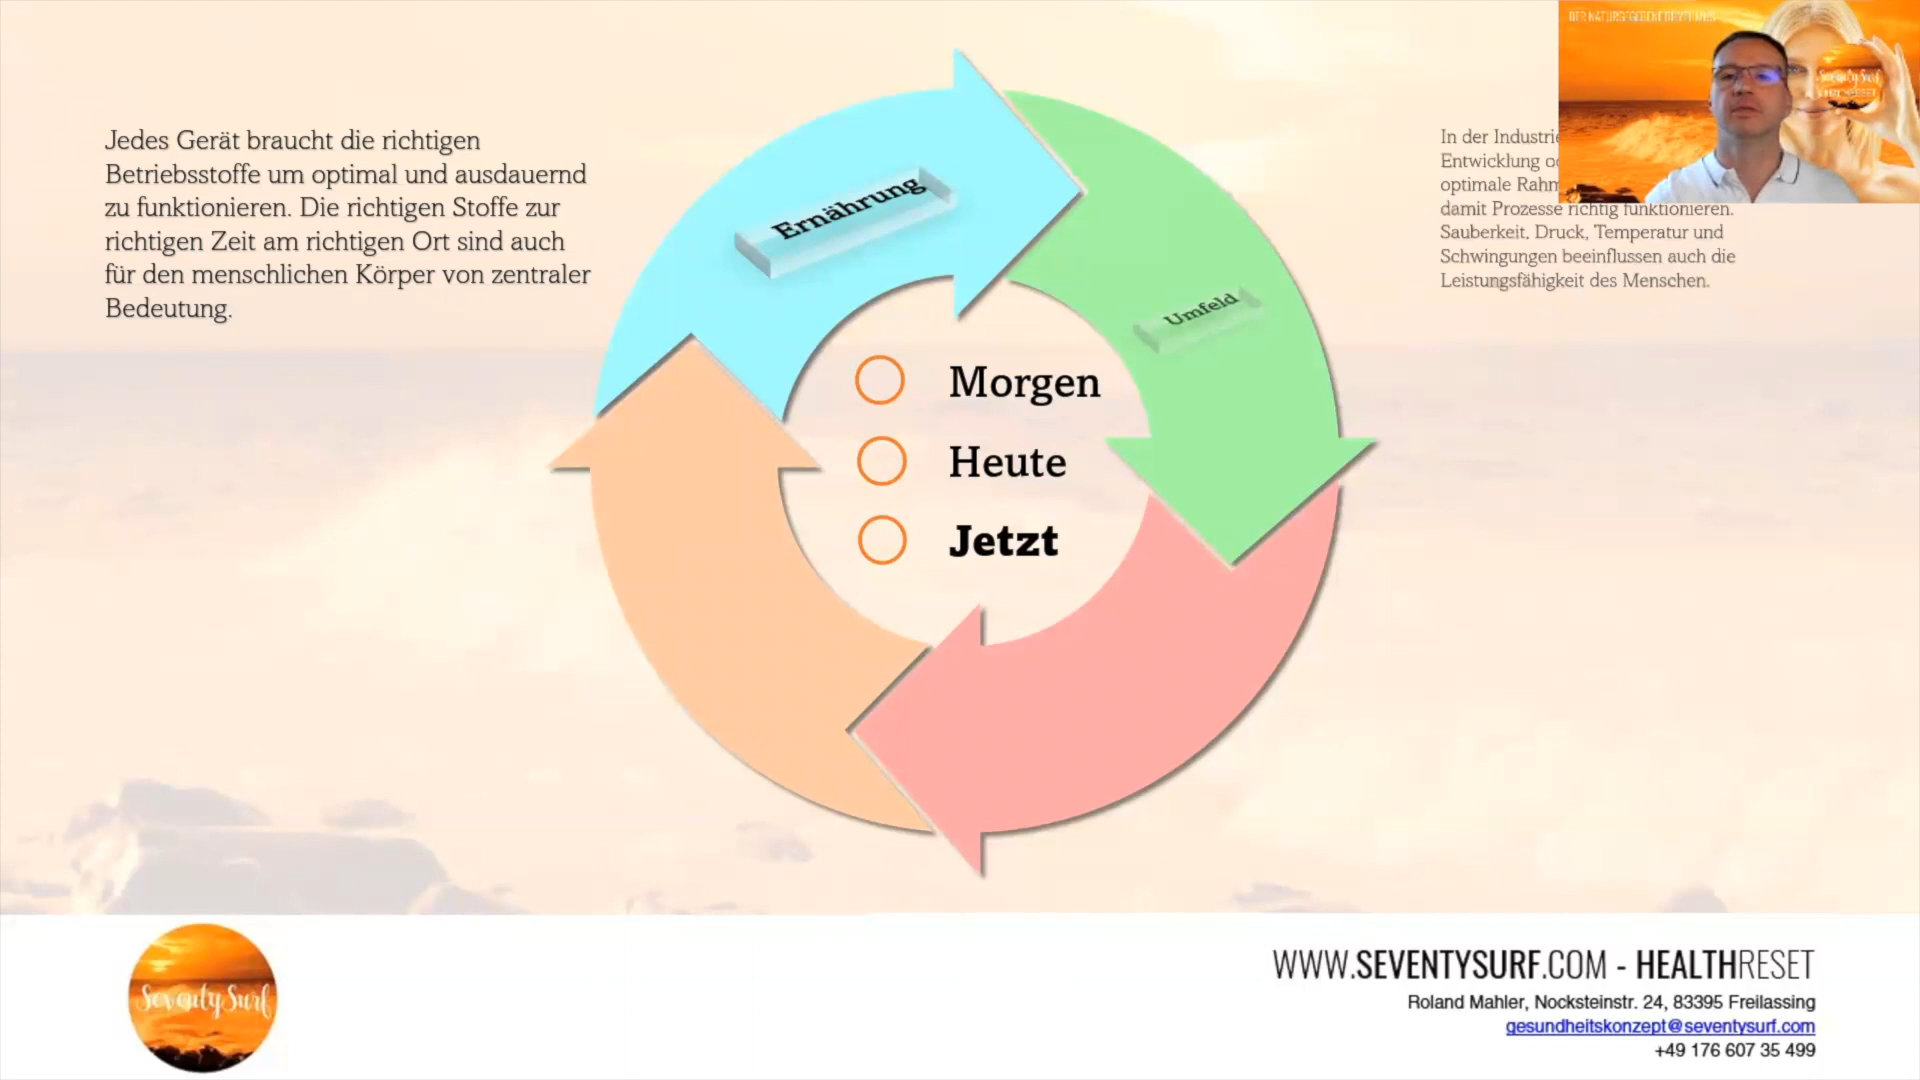 Jedes Gerät braucht die richtigen
Betriebsstoffe um optimal und ausdauernd
zu funktionieren. Die richtigen Stoffe zur
richtigen Zeit am richtigen Ort sind auch
für den menschlichen Körper von zentraler
Bedeutung.
Ernährung
Umfeld
Morgen
Heute
Jetzt
In der Industrie
Entwicklung
optimale
damit Prozesse richtig funktionieren.
Sauberkeit, Druck, Temperatur und
Schwingungen beeinflussen auch die
Leistungsfähigkeit des Menschen.
SeventySurf
SeventySurf
WWW.SEVENTYSURF.COM - HEALTHRESET
Roland Mahler, Nocksteinstr. 24, 83395 Freilassing
gesundheitskonzept@seventysurf.com
+49 176 607 35 499